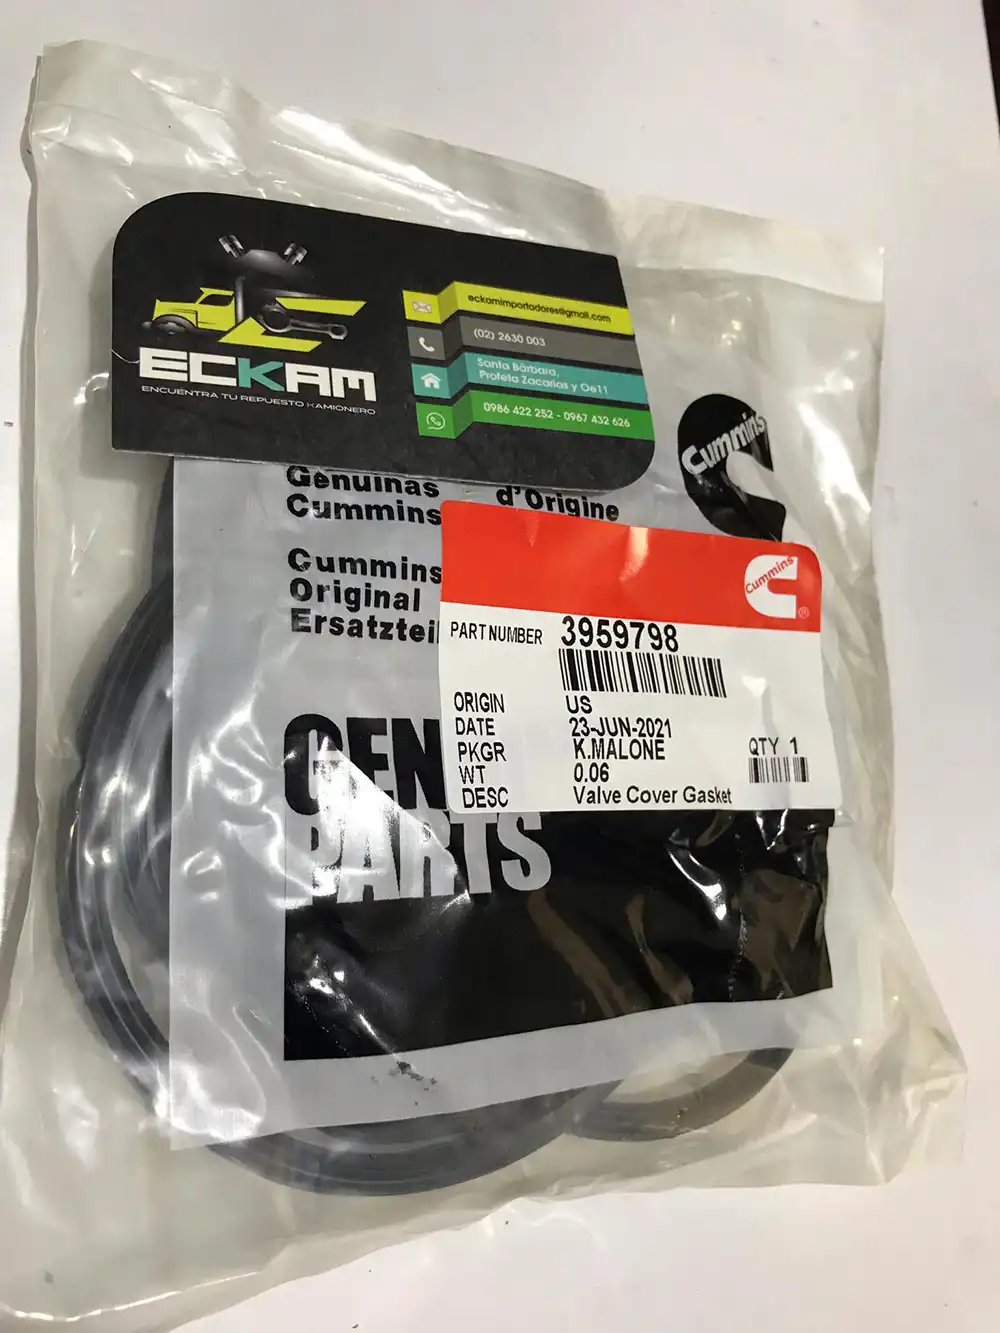 ECKAM
ENCUENTRA TU REPUESTO KAMIONERO
eckamimportadores@gmail.com
(02) 2630 003
Santa Bárbara,
Profeta Zacarías y Oe11
0986 422 252 - 0967 432 626
Cummins
Genuinas
Cummins
d'Origine
Cummins
Original
Ersatzteil
GEN
PARTS
Cummins
PART NUMBER 3959798
ORIGIN US
DATE 23-JUN-2021
PKGR K.MALONE
QTY 1
WT 0.06
DESC Valve Cover Gasket